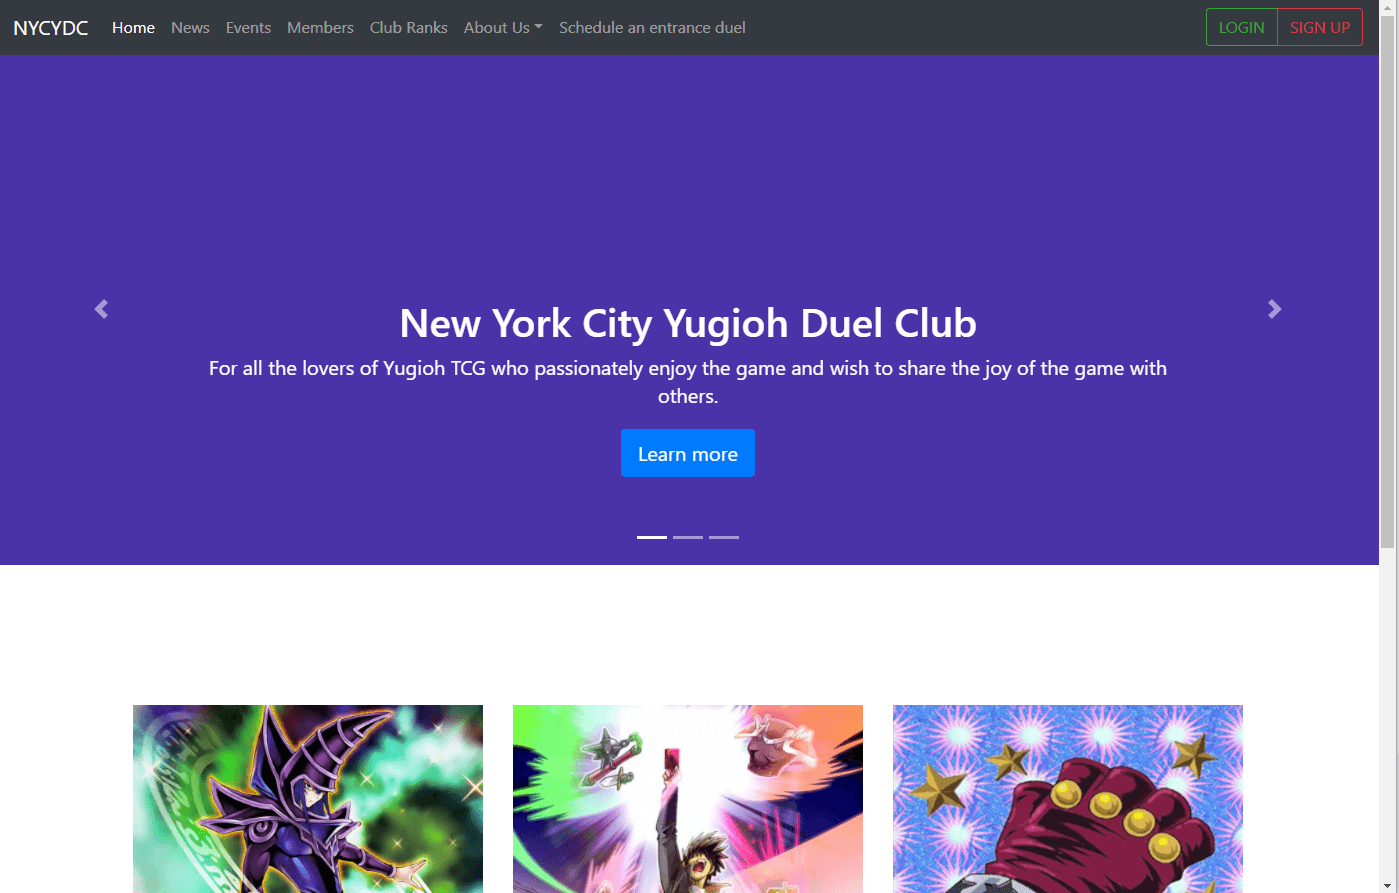 NYCYDC Home News Events Members Club Ranks About Us Schedule an entrance duel LOGIN SIGN UP
New York City Yugioh Duel Club
For all the lovers of Yugioh TCG who passionately enjoy the game and wish to share the joy of the game with
others.
Learn more